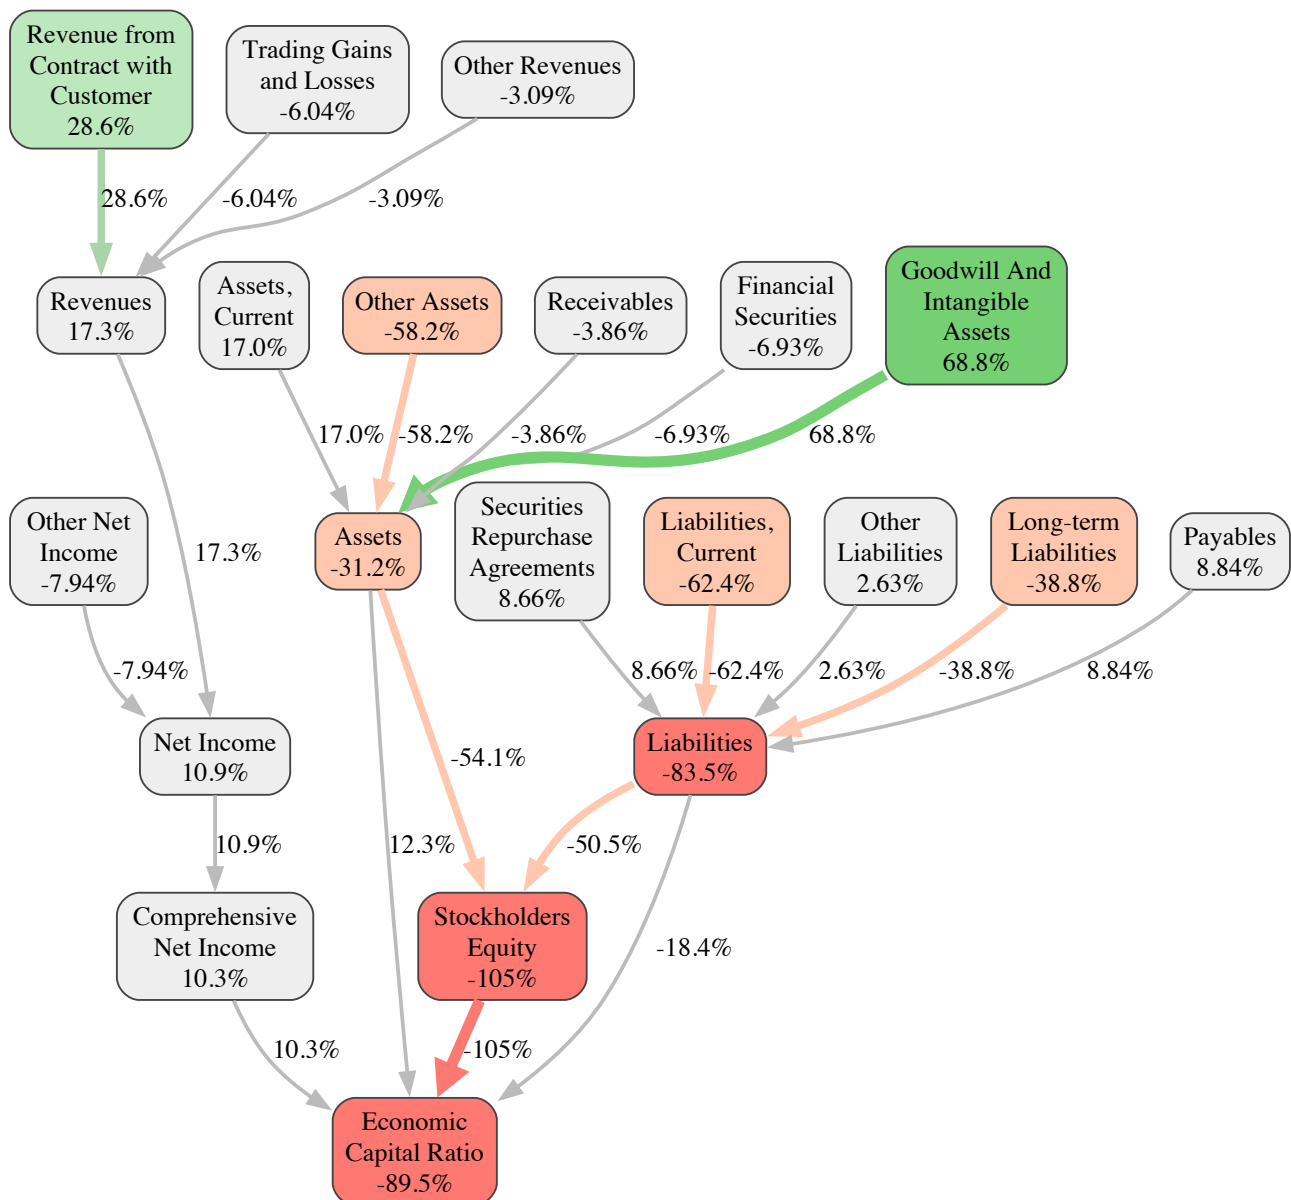 Revenue from
Contract with
Customer
28.6%
Trading Gains
and Losses
-6.04%
Other Revenues
-3.09%
28.6%
-6.04%
-3.09%
Revenues
17.3%
Assets,
Current
17.0%
Other Assets
-58.2%
Receivables
-3.86%
Financial
Securities
-6.93%
Goodwill And
Intangible
Assets
68.8%
17.0%
-58.2%
-3.86%
-6.93%
68.8%
Other Net
Income
-7.94%
17.3%
Assets
-31.2%
Securities
Repurchase
Agreements
8.66%
Liabilities,
Current
-62.4%
Other
Liabilities
2.63%
Long-term
Liabilities
-38.8%
Payables
8.84%
-7.94%
8.66%
-62.4%
2.63%
-38.8%
8.84%
Net Income
10.9%
-54.1%
Liabilities
-83.5%
10.9%
12.3%
-50.5%
Comprehensive
Net Income
10.3%
Stockholders
Equity
-105%
-18.4%
10.3%
-105%
Economic
Capital Ratio
-89.5%